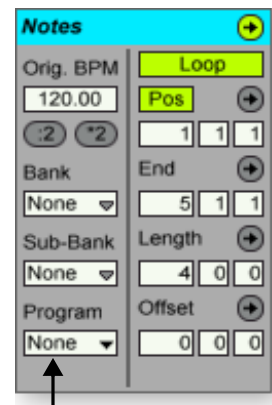 Notes
Orig. BPM
120.00
:2 *2
Bank
None
Sub-Bank
None
Program
None
Loop
Pos
1 1 1
End
5 1 1
Length
4 0 0
Offset
0 0 0